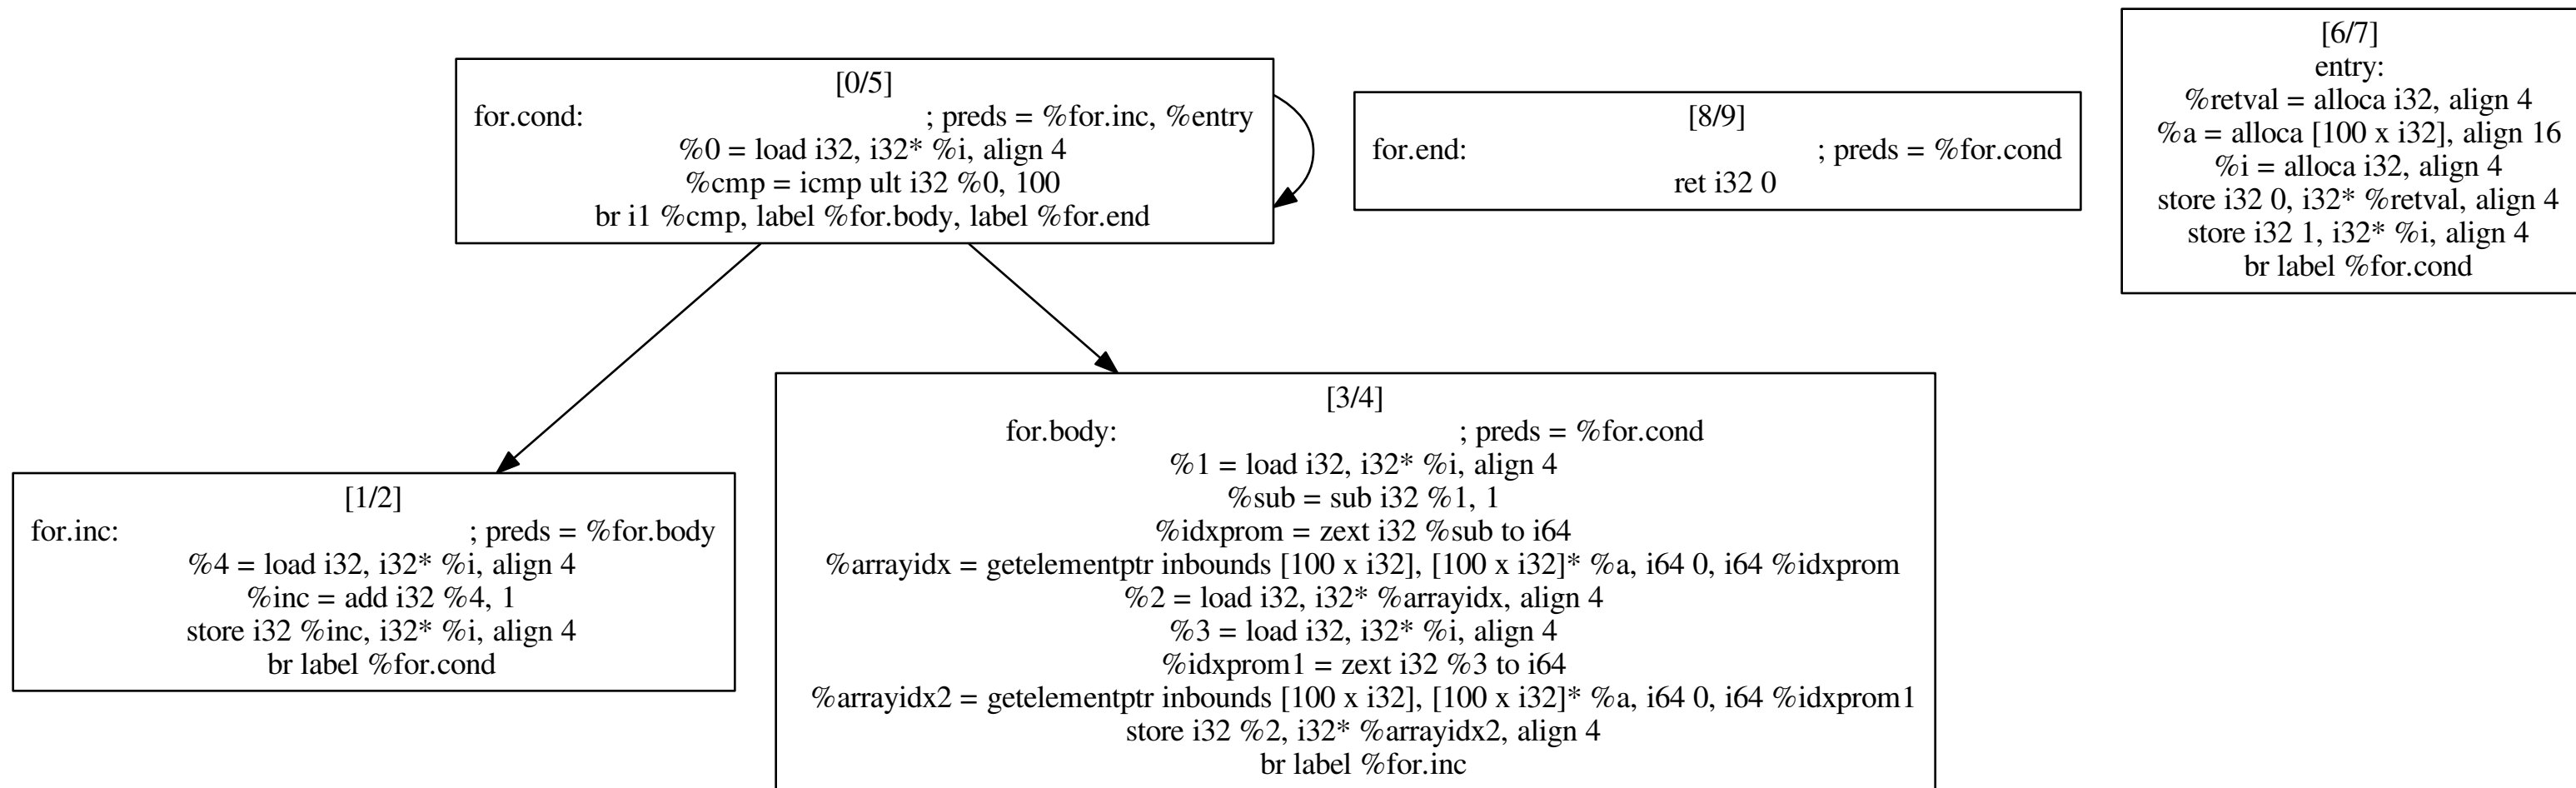 [0/5]
for.cond:                                             ; preds = %for.inc, %entry
%0 = load i32, i32* %i, align 4
%cmp = icmp ult i32 %0, 100
br i1 %cmp, label %for.body, label %for.end
[8/9]
for.end:                                              ; preds = %for.cond
ret i32 0
[6/7]
entry:
%retval = alloca i32, align 4
%a = alloca [100 x i32], align 16
%i = alloca i32, align 4
store i32 0, i32* %retval, align 4
store i32 1, i32* %i, align 4
br label %for.cond
[1/2]
for.inc:                                              ; preds = %for.body
%4 = load i32, i32* %i, align 4
%inc = add i32 %4, 1
store i32 %inc, i32* %i, align 4
br label %for.cond
[3/4]
for.body:                                             ; preds = %for.cond
%1 = load i32, i32* %i, align 4
%sub = sub i32 %1, 1
%idxprom = zext i32 %sub to i64
%arrayidx = getelementptr inbounds [100 x i32], [100 x i32]* %a, i64 0, i64 %idxprom
%2 = load i32, i32* %arrayidx, align 4
%3 = load i32, i32* %i, align 4
%idxprom1 = zext i32 %3 to i64
%arrayidx2 = getelementptr inbounds [100 x i32], [100 x i32]* %a, i64 0, i64 %idxprom1
store i32 %2, i32* %arrayidx2, align 4
br label %for.inc